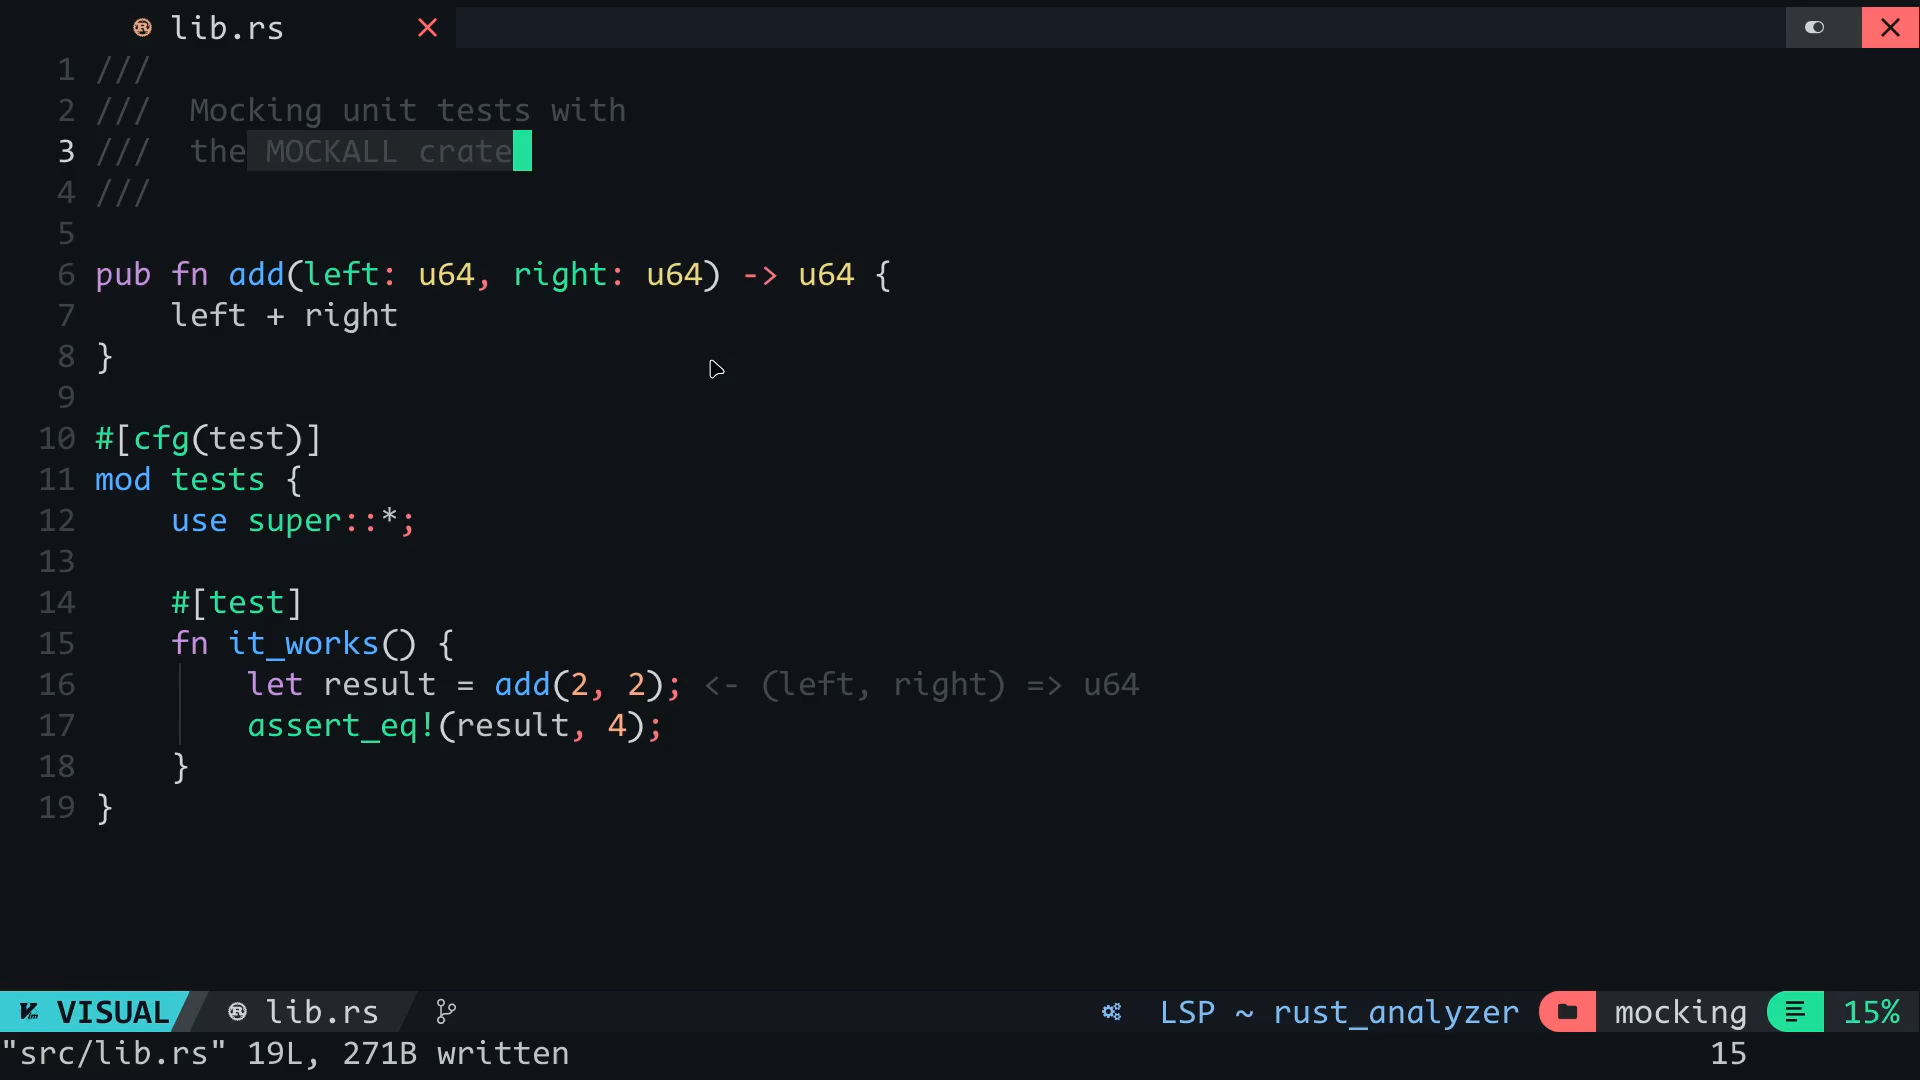 lib.rs
1 ///
2 ///  Mocking unit tests with
3 ///  the MOCKALL crate
4 ///
5
6 pub fn add(left: u64, right: u64) -> u64 {
7     left + right
8 }
9
10 #[cfg(test)]
11 mod tests {
12     use super::*;
13
14     #[test]
15     fn it_works() {
16         let result = add(2, 2); <- (left, right) => u64
17         assert_eq!(result, 4);
18     }
19 }
VISUAL lib.rs LSP ~ rust_analyzer mocking 15%
"src/lib.rs" 19L, 271B written 15